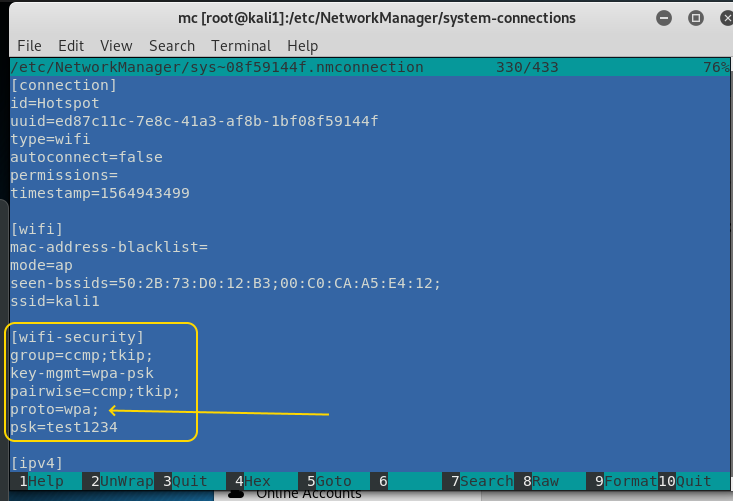 mc [root@kali1]:/etc/NetworkManager/system-connections
File Edit View Search Terminal Help
/etc/NetworkManager/sys~08f59144f.nmconnection 330/433 76%
[connection]
id=Hotspot
uuid=ed87c11c-7e8c-41a3-af8b-1bf08f59144f
type=wifi
autoconnect=false
permissions=
timestamp=1564943499
[wifi]
mac-address-blacklist=
mode=ap
seen-bssids=50:2B:73:D0:12:B3;00:C0:CA:A5:E4:12;
ssid=kali1
[wifi-security]
group=ccmp;tkip;
key-mgmt=wpa-psk
pairwise=ccmp;tkip;
proto=wpa;
psk=test1234
[ipv4]
1Help 2UnWrap 3Quit 4Hex 5Goto 6 7Search 8Raw 9Format 10Quit
Online Accounts